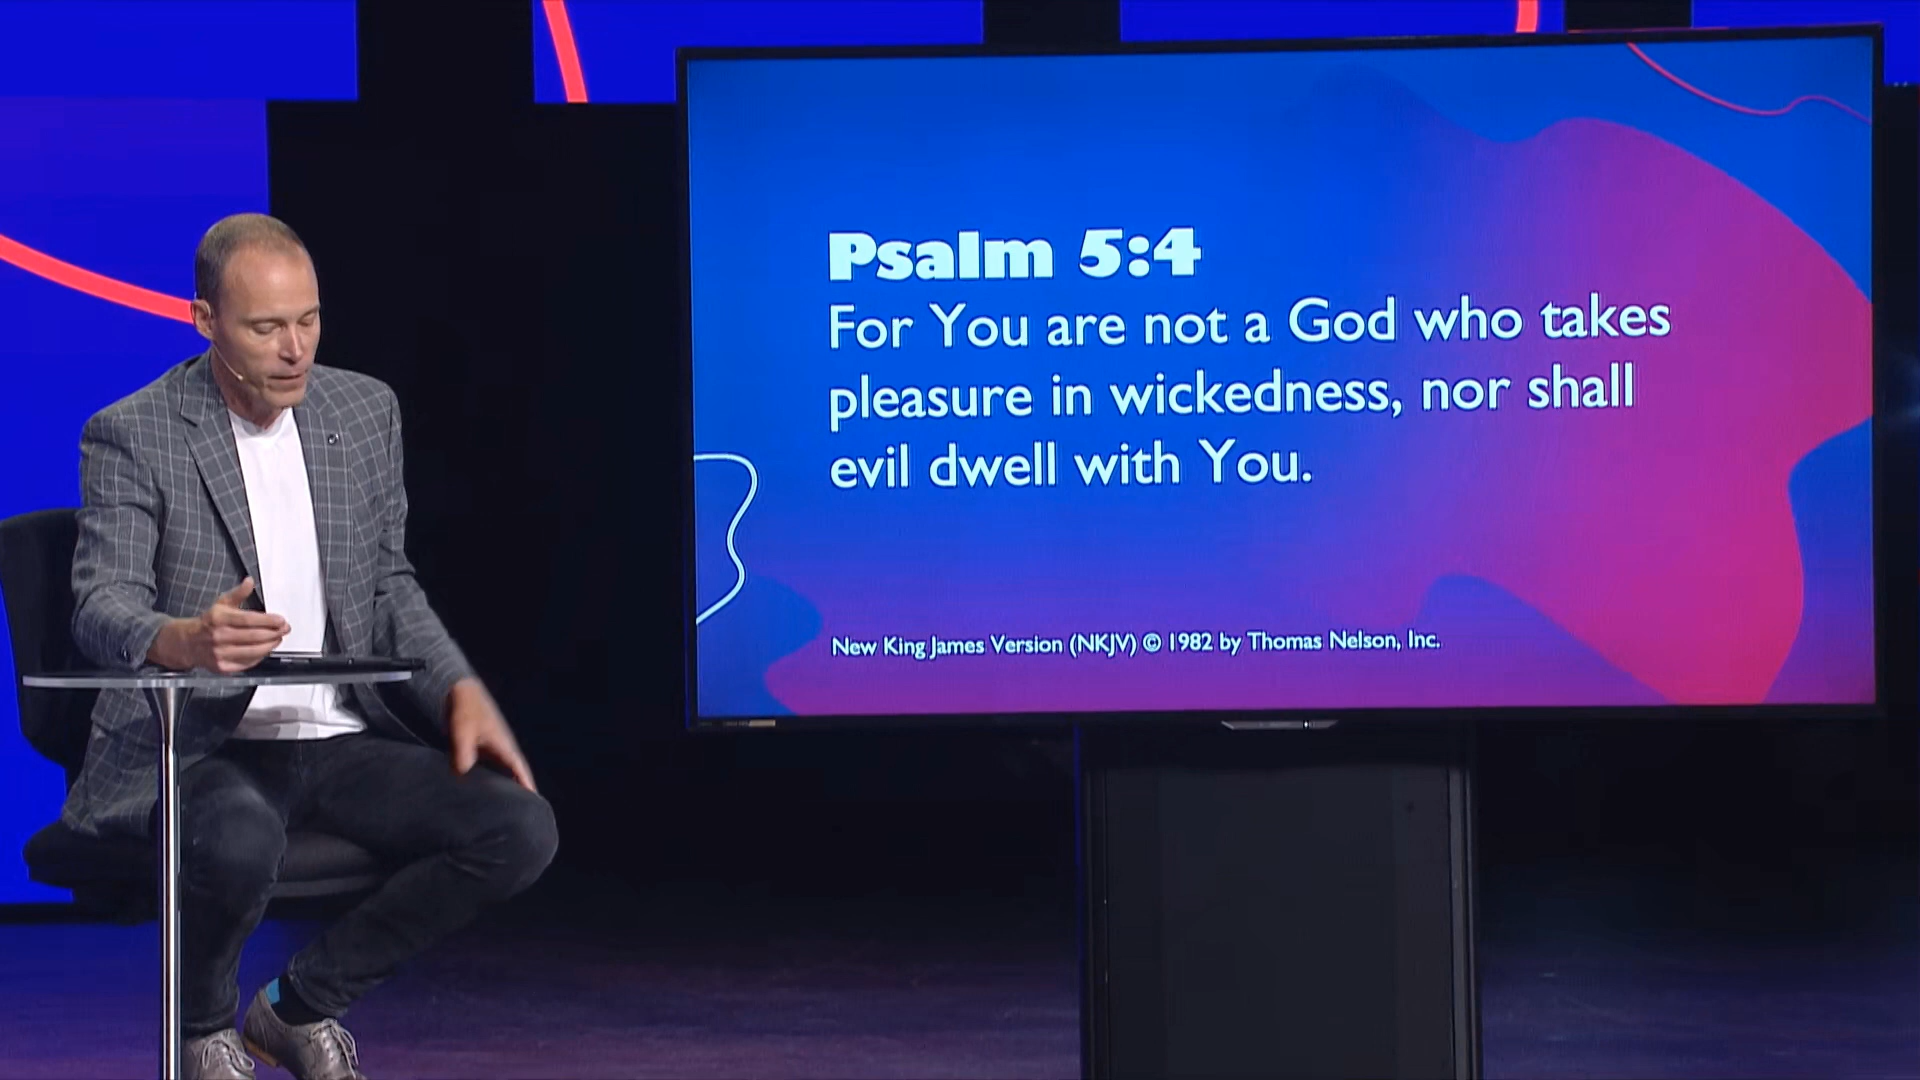 Psalm 5:4
For You are not a God who takes
pleasure in wickedness, nor shall
evil dwell with You.
New King James Version (NKJV) © 1982 by Thomas Nelson, Inc.